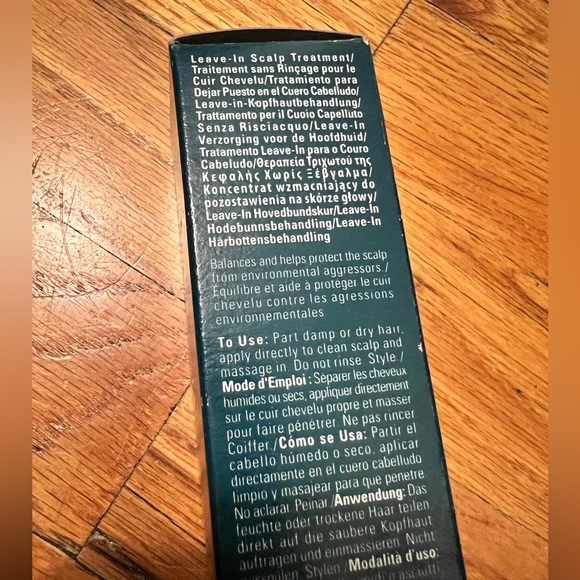 Leave-In Scalp Treatment/
Traitement sans Rinçage pour le
Cuir Chevelu/Tratamiento para
Dejar Puesto en el Cuero Cabelludo/
Leave-in-Kopfhautbehandlung/
Trattamento per il Cuoio Capelluto
Senza Risciacquo/Leave-In
Verzorging voor de Hoofdhuid/
Tratamento Leave-In para o Couro
Cabeludo/Θεραπεία Τριχωτού της
Κεφαλής Χωρίς Ξέβγαλμα/
Koncentrat wzmacniający do
pozostawienia na skórze głowy/
Leave-In Hovedbundskur/Leave-In
Hodebunnsbehandling/Leave-In
Hårbottensbehandling
Balances and helps protect the scalp
from environmental aggressors./
Équilibre et aide à protéger le cuir
chevelu contre les agressions
environnementales.
To Use: Part damp or dry hair,
apply directly to clean scalp and
massage in. Do not rinse. Style./
Mode d'Emploi : Séparer les cheveux
humides ou secs, appliquer directement
sur le cuir chevelu propre et masser
pour faire pénétrer. Ne pas rincer.
Coiffer./Cómo se Usa: Partir el
cabello húmedo o seco, aplicar
directamente en el cuero cabelludo
limpio y masajear para que penetre.
No aclarar. Peinar./Anwendung: Das
feuchte oder trockene Haar teilen,
direkt auf die saubere Kopfhaut
auftragen und einmassieren. Nicht
ausspülen. Stylen./Modalità d'uso: